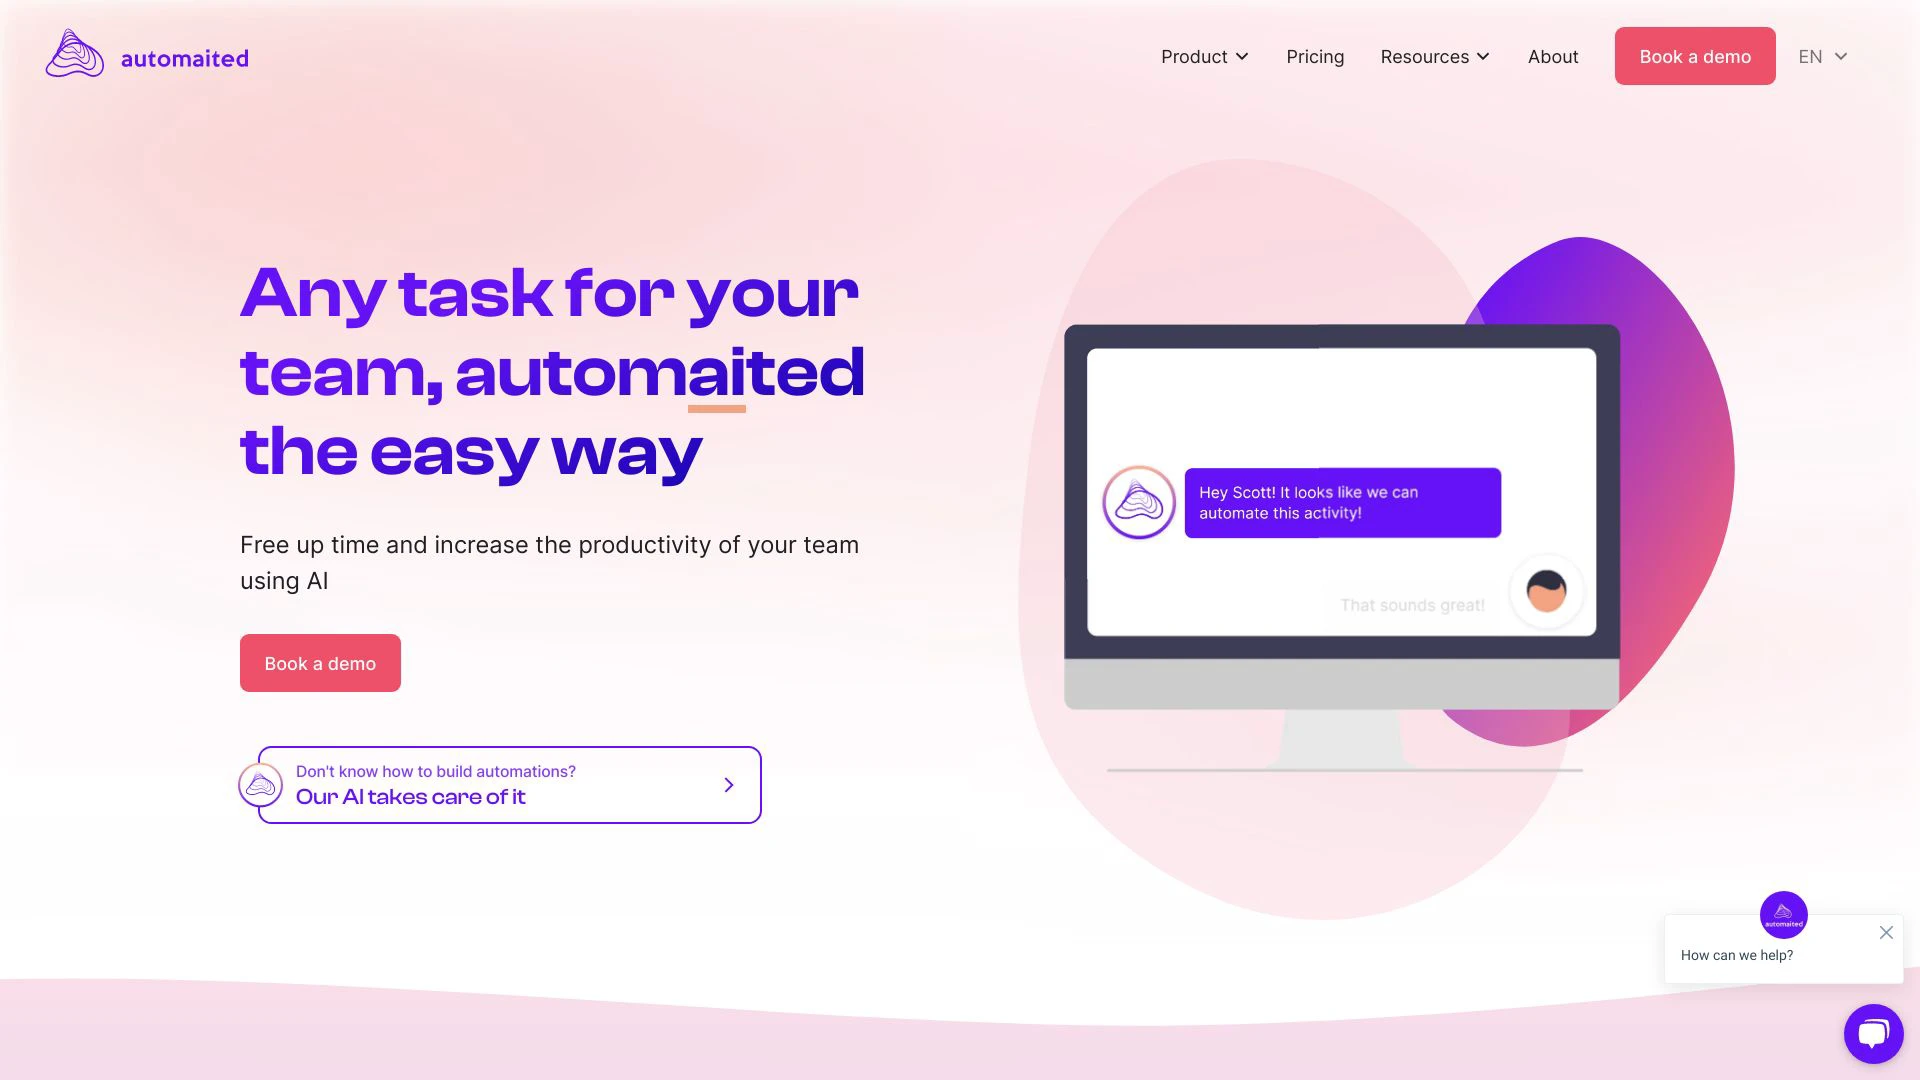 automaited
Product
Pricing
Resources
About
Book a demo
EN
Any task for your
team, automaited
the easy way
Free up time and increase the productivity of your team
using AI
Book a demo
Don't know how to build automations?
Our AI takes care of it
Hey Scott! It looks like we can
automate this activity!
That sounds great!
automaited
How can we help?